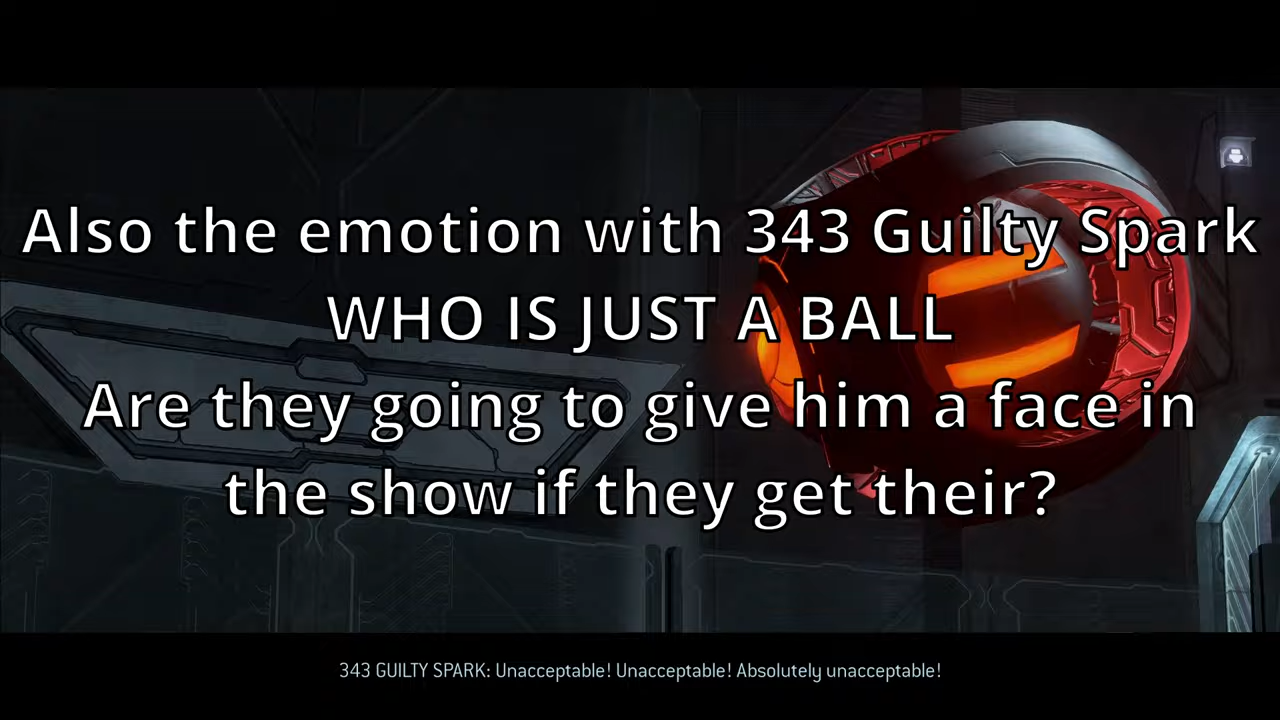 Also the emotion with 343 Guilty Spark
WHO IS JUST A BALL
Are they going to give him a face in
the show if they get their?
343 GUILTY SPARK: Unacceptable! Unacceptable! Absolutely unacceptable!